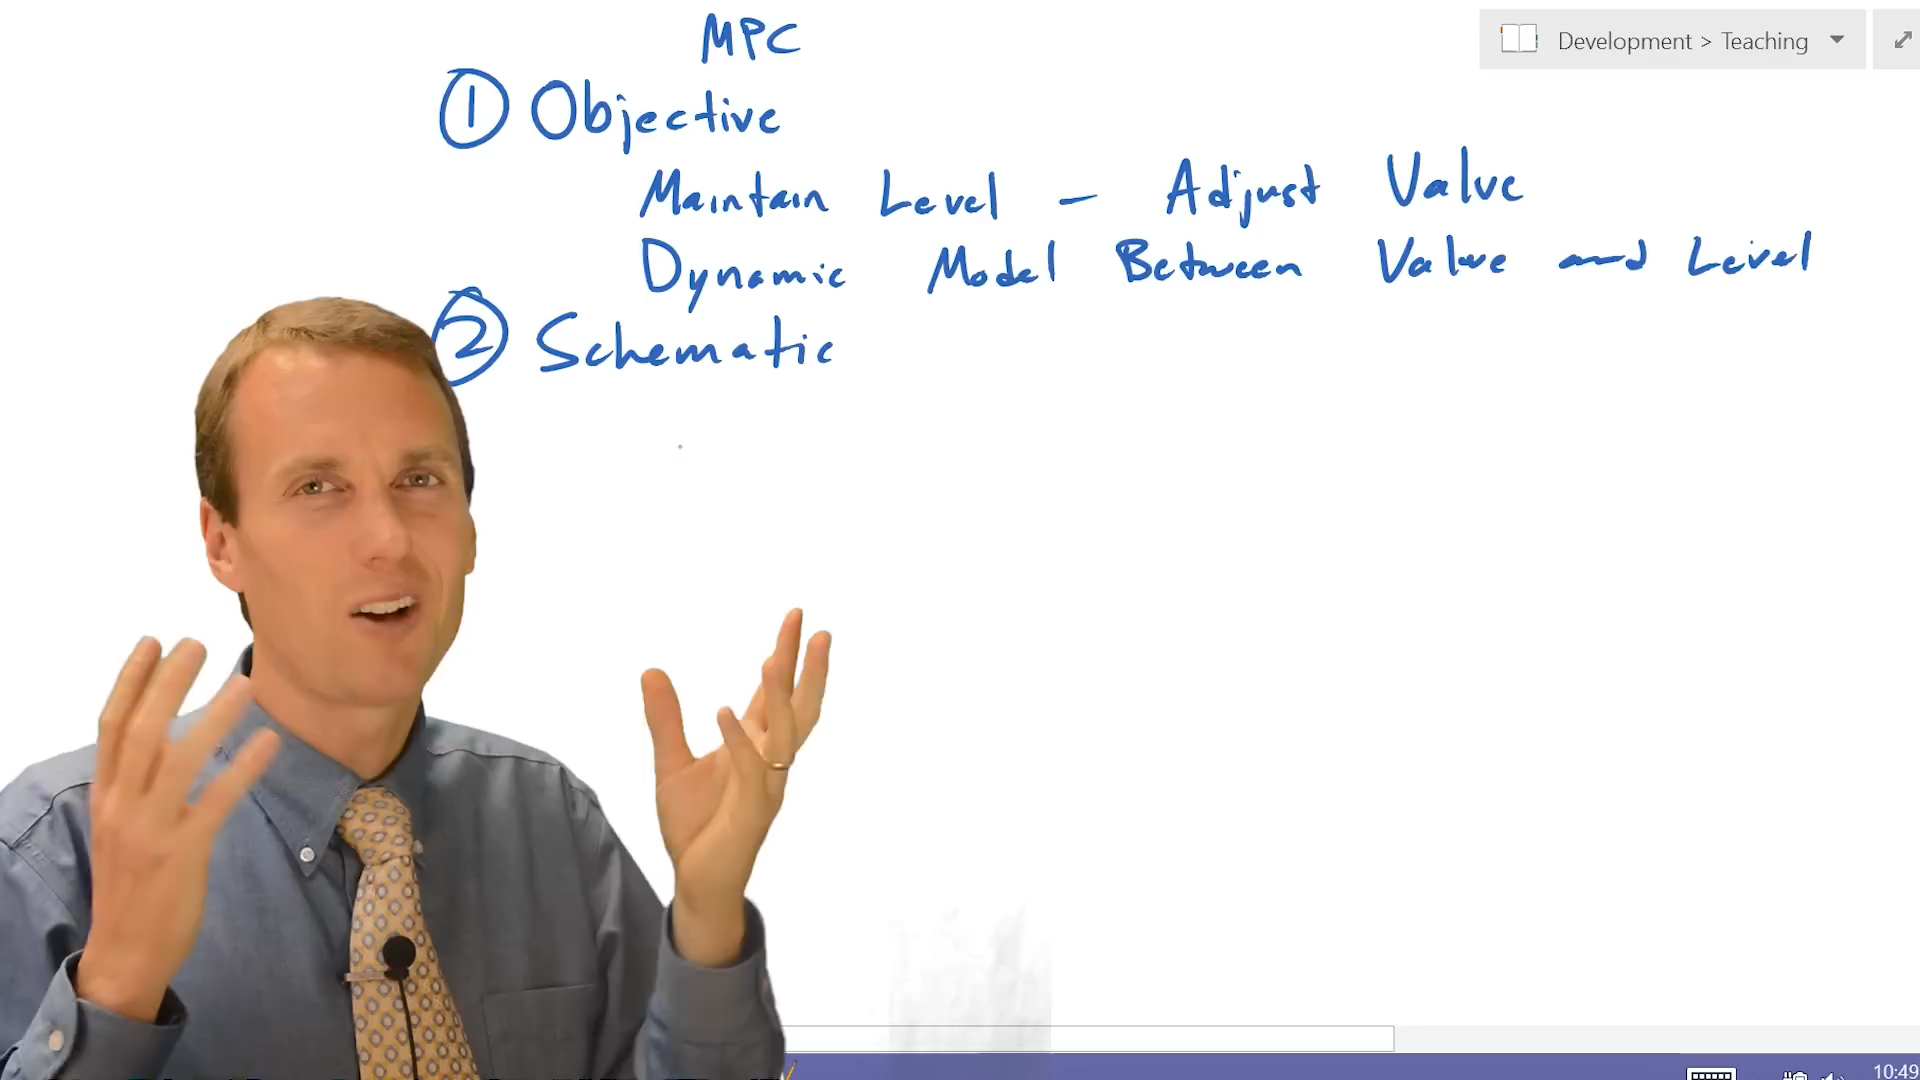 MPC
Development > Teaching
① Objective
Maintain Level - Adjust Valve
Dynamic Model Between Valve and Level
② Schematic
10:49